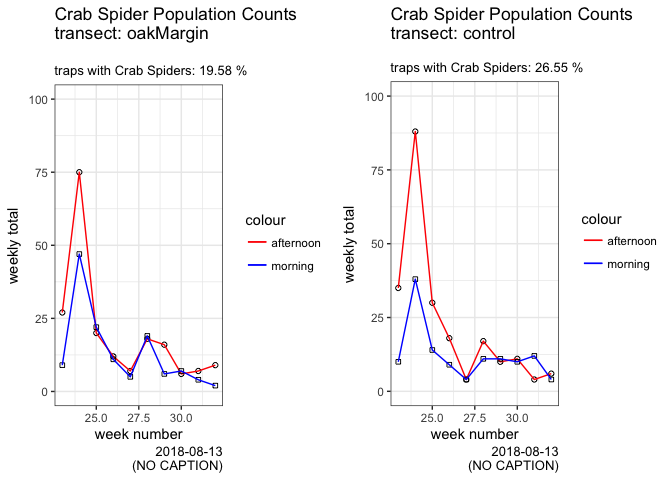 Crab Spider Population Counts
transect: oakMargin
traps with Crab Spiders: 19.58 %
100
75
50
25
0
weekly total
25.0 27.5 30.0
week number
2018-08-13
(NO CAPTION)
colour
afternoon
morning
Crab Spider Population Counts
transect: control
traps with Crab Spiders: 26.55 %
100
75
50
25
0
weekly total
25.0 27.5 30.0
week number
2018-08-13
(NO CAPTION)
colour
afternoon
morning